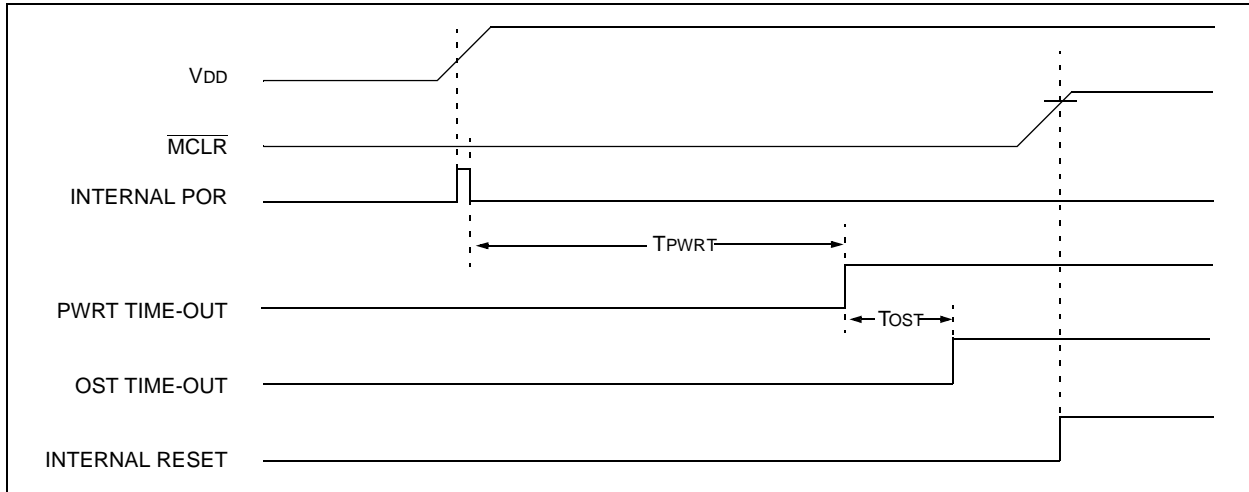 VDD
MCLR
INTERNAL POR
TPWRT
PWRT TIME-OUT
TOST
OST TIME-OUT
INTERNAL RESET